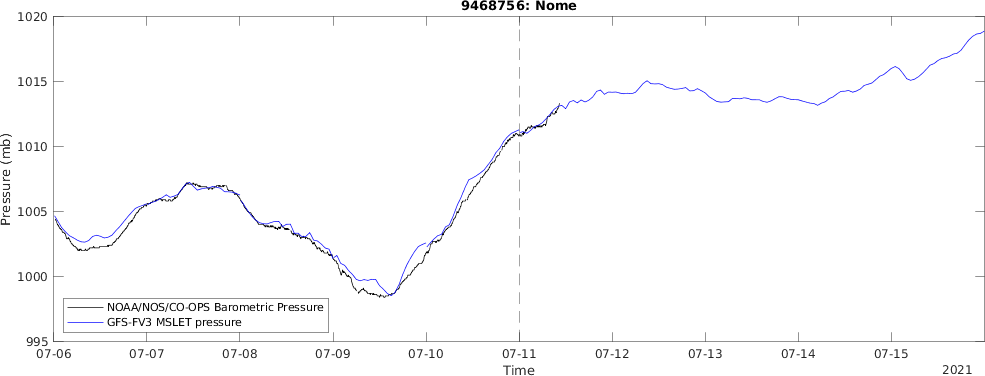 9468756: Nome
1020
1015
1010
1005
1000
995
Pressure (mb)
NOAA/NOS/CO-OPS Barometric Pressure
GFS-FV3 MSLET pressure
07-06 07-07 07-08 07-09 07-10 07-11 07-12 07-13 07-14 07-15
Time
2021